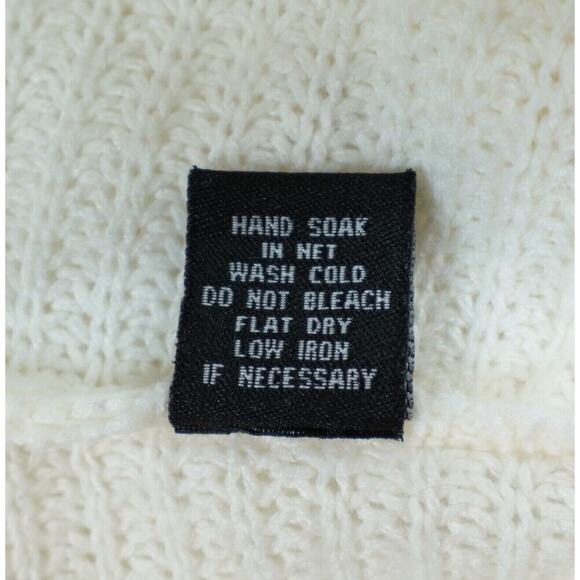 HAND SOAK
IN NET
WASH COLD
DO NOT BLEACH
FLAT DRY
LOW IRON
IF NECESSARY